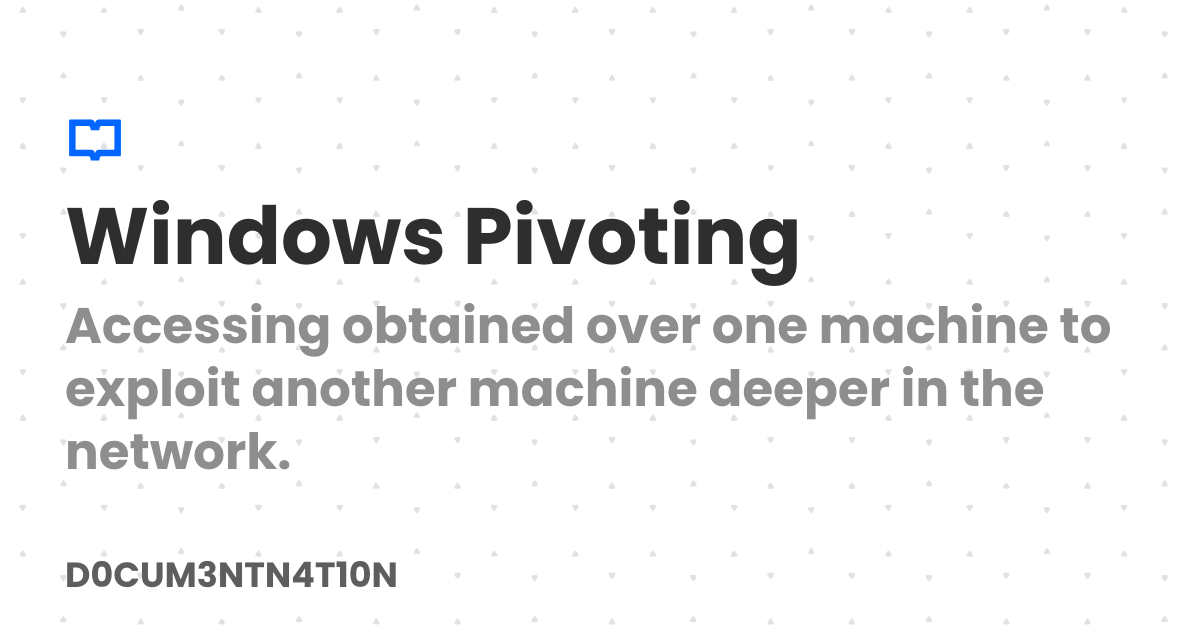 Windows Pivoting
Accessing obtained over one machine to
exploit another machine deeper in the
network.
D0CUM3NTN4T10N